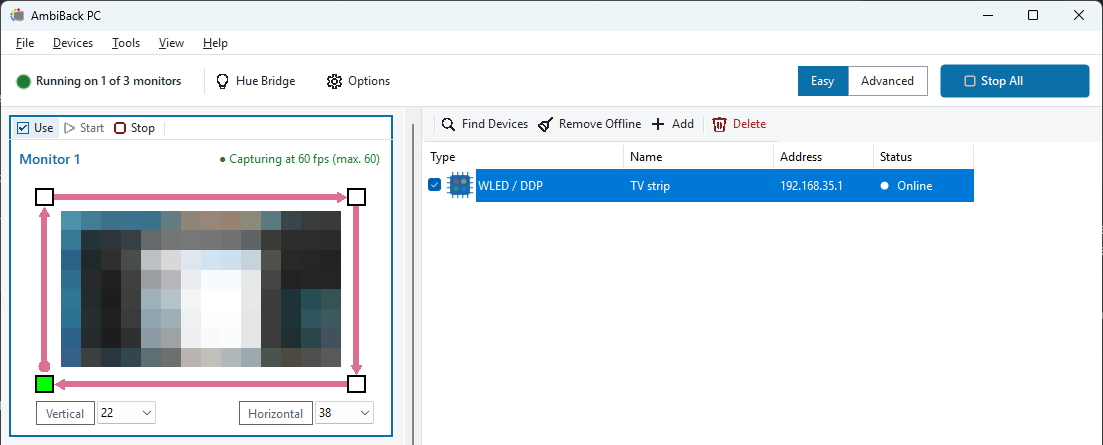 AmbiBack PC
File Devices Tools View Help
Running on 1 of 3 monitors Hue Bridge Options Easy Advanced Stop All
Use Start Stop
Monitor 1 Capturing at 60 fps (max. 60)
Vertical 22 Horizontal 38
Find Devices Remove Offline Add Delete
Type Name Address Status
WLED / DDP TV strip 192.168.35.1 Online